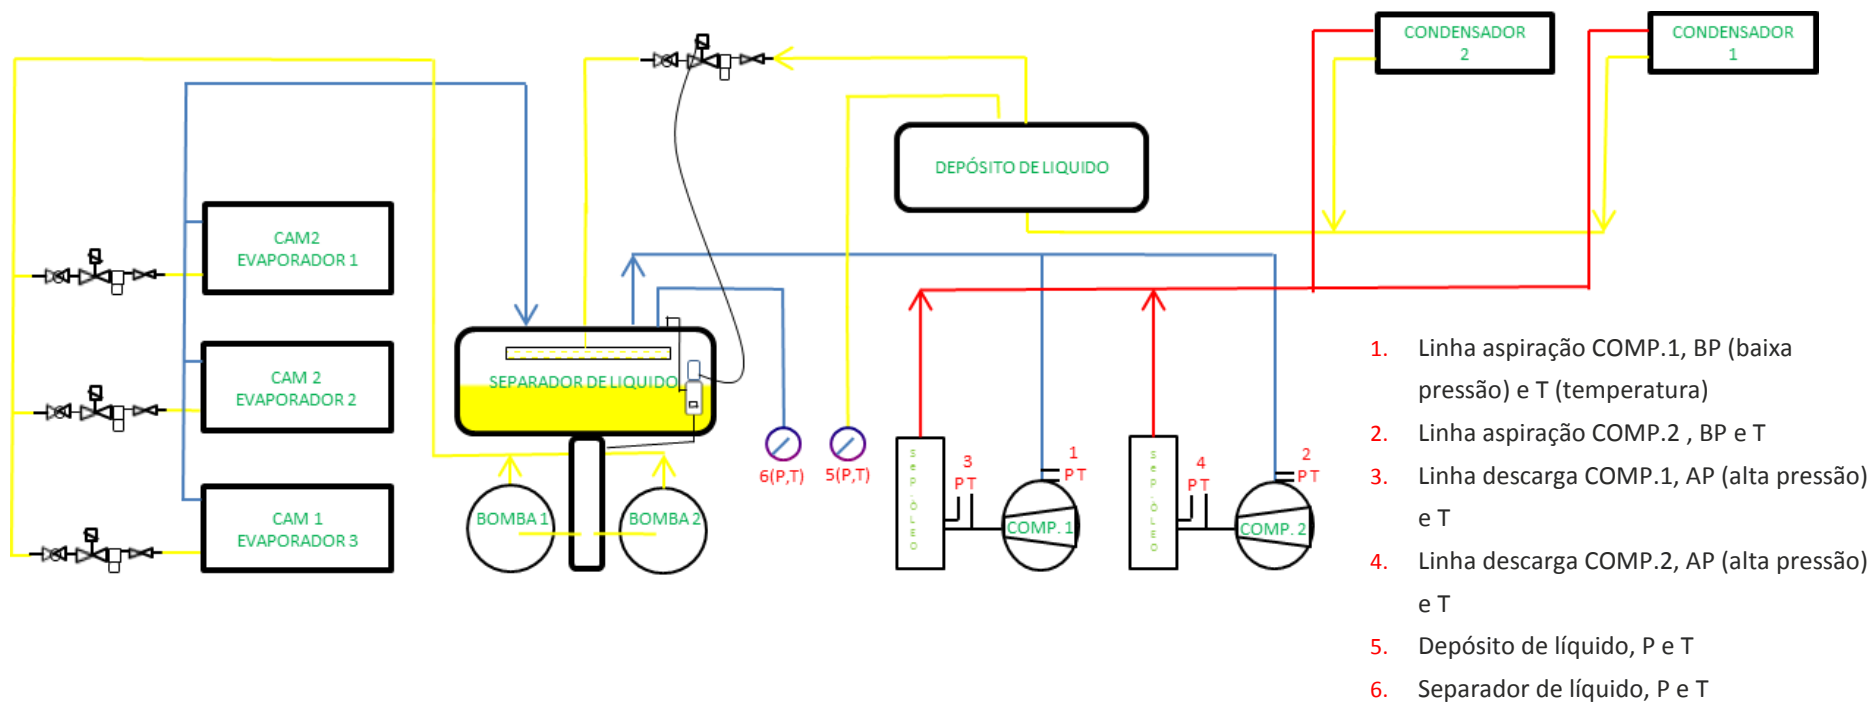 CONDENSADOR
2
CONDENSADOR
1
DEPÓSITO DE LIQUIDO
CAM2
EVAPORADOR 1
CAM 2
EVAPORADOR 2
CAM 1
EVAPORADOR 3
SEPARADOR DE LIQUIDO
BOMBA 1
BOMBA 2
6(P,T)
5(P,T)
SeP.ÓLEO
3
PT
1
PT
COMP. 1
SeP.ÓLEO
4
PT
2
PT
COMP. 2
1. Linha aspiração COMP.1, BP (baixa
pressão) e T (temperatura)
2. Linha aspiração COMP.2 , BP e T
3. Linha descarga COMP.1, AP (alta pressão)
e T
4. Linha descarga COMP.2, AP (alta pressão)
e T
5. Depósito de líquido, P e T
6. Separador de líquido, P e T